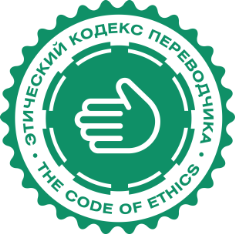 ЭТИЧЕСКИЙ КОДЕКС ПЕРЕВОДЧИКА
THE CODE OF ETHICS